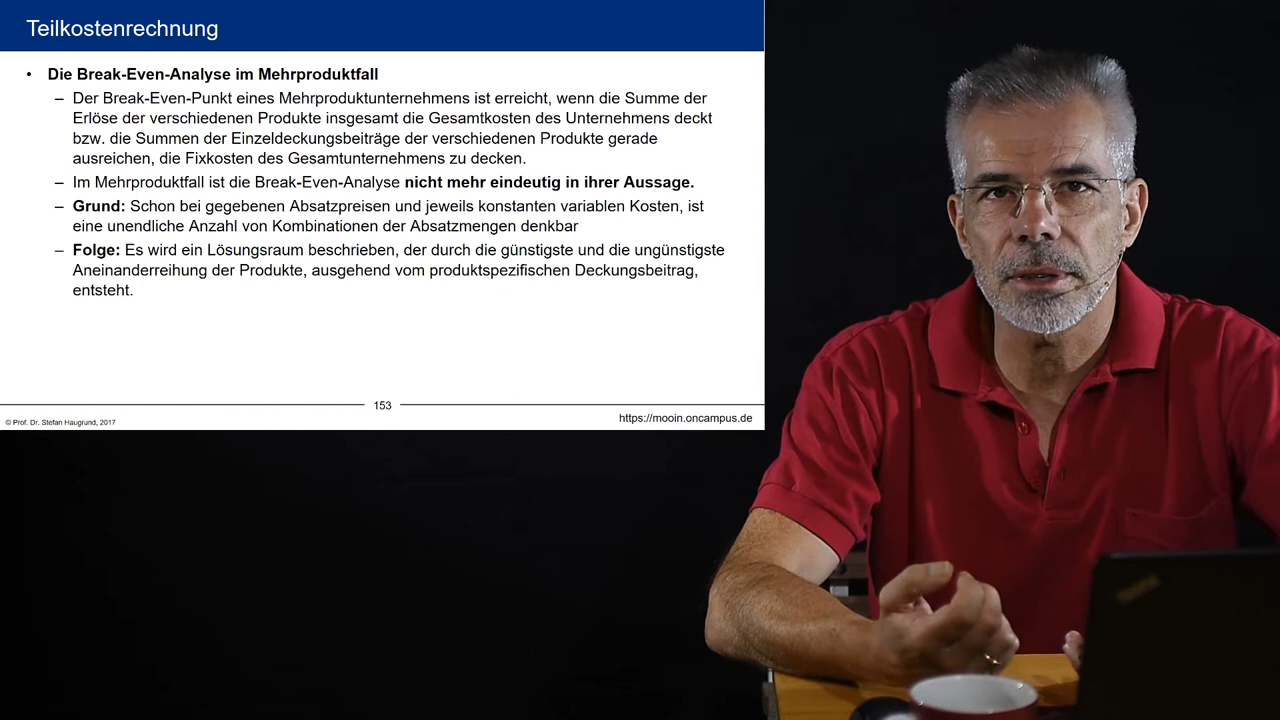 Teilkostenrechnung
• Die Break-Even-Analyse im Mehrproduktfall
– Der Break-Even-Punkt eines Mehrproduktunternehmens ist erreicht, wenn die Summe der
Erlöse der verschiedenen Produkte insgesamt die Gesamtkosten des Unternehmens deckt
bzw. die Summen der Einzeldeckungsbeiträge der verschiedenen Produkte gerade
ausreichen, die Fixkosten des Gesamtunternehmens zu decken.
– Im Mehrproduktfall ist die Break-Even-Analyse nicht mehr eindeutig in ihrer Aussage.
– Grund: Schon bei gegebenen Absatzpreisen und jeweils konstanten variablen Kosten, ist
eine unendliche Anzahl von Kombinationen der Absatzmengen denkbar
– Folge: Es wird ein Lösungsraum beschrieben, der durch die günstigste und die ungünstigste
Aneinanderreihung der Produkte, ausgehend vom produktspezifischen Deckungsbeitrag,
entsteht.
153
© Prof. Dr. Stefan Haugrund, 2017
https://mooin.oncampus.de